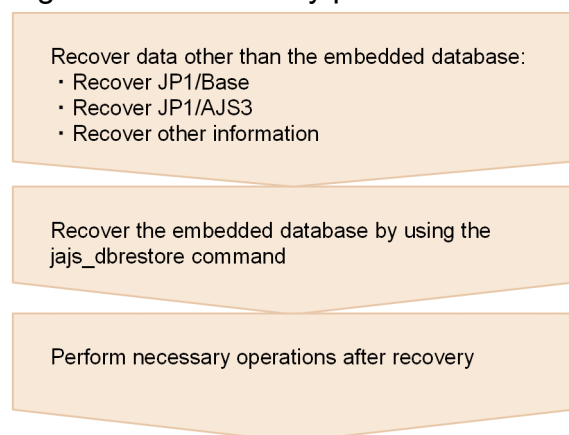 Recover data other than the embedded database:
・Recover JP1/Base
・Recover JP1/AJS3
・Recover other information
Recover the embedded database by using the
jajs_dbrestore command
Perform necessary operations after recovery